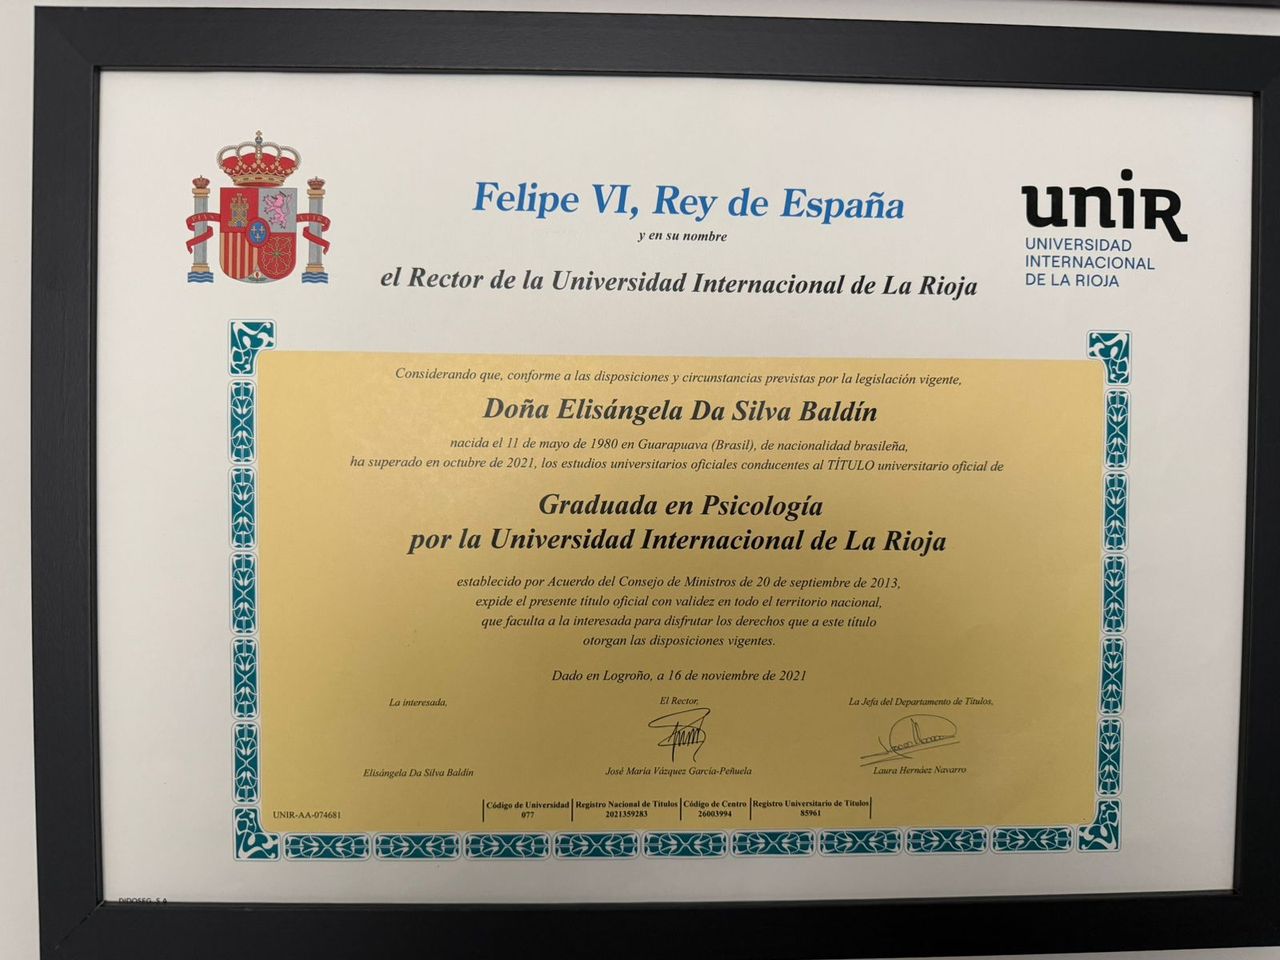 Felipe VI, Rey de España
y en su nombre
el Rector de la Universidad Internacional de La Rioja
unir
UNIVERSIDAD
INTERNACIONAL
DE LA RIOJA
Considerando que, conforme a las disposiciones y circunstancias previstas por la legislación vigente,
Doña Elisángela Da Silva Baldín
nacida el 11 de mayo de 1980 en Guarapuava (Brasil), de nacionalidad brasileña,
ha superado en octubre de 2021, los estudios universitarios oficiales conducentes al TÍTULO universitario oficial de
Graduada en Psicología
por la Universidad Internacional de La Rioja
establecido por Acuerdo del Consejo de Ministros de 20 de septiembre de 2013,
expide el presente título oficial con validez en todo el territorio nacional,
que faculta a la interesada para disfrutar los derechos que a este título
otorgan las disposiciones vigentes.
Dado en Logroño, a 16 de noviembre de 2021
La interesada, El Rector, La Jefa del Departamento de Títulos,
Elisángela Da Silva Baldín José María Vázquez García-Peñuela Laura Hernáez Navarro
Código de Universidad Registro Nacional de Títulos Código de Centro Registro Universitario de Títulos
UNIR-AA-074681 077 2021359283 26003994 85961
DIDOSEG, S.A